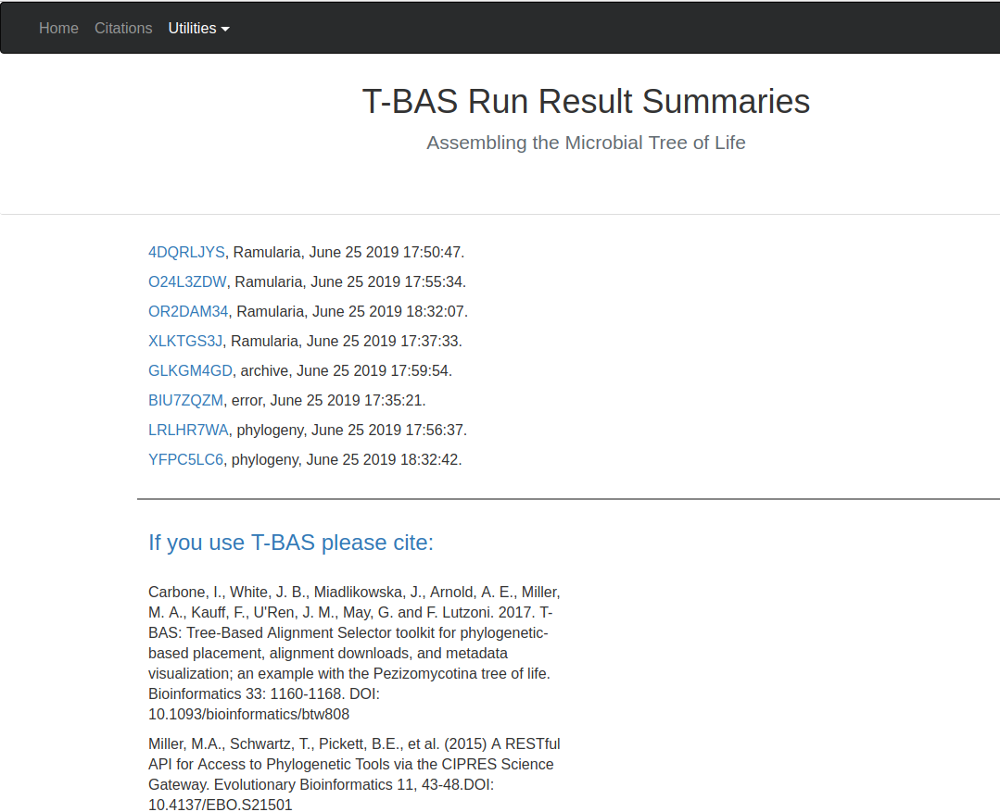 Home Citations Utilities
T-BAS Run Result Summaries
Assembling the Microbial Tree of Life
4DQRLJYS, Ramularia, June 25 2019 17:50:47.
O24L3ZDW, Ramularia, June 25 2019 17:55:34.
OR2DAM34, Ramularia, June 25 2019 18:32:07.
XLKTGS3J, Ramularia, June 25 2019 17:37:33.
GLKGM4GD, archive, June 25 2019 17:59:54.
BIU7ZQZM, error, June 25 2019 17:35:21.
LRLHR7WA, phylogeny, June 25 2019 17:56:37.
YFPC5LC6, phylogeny, June 25 2019 18:32:42.
If you use T-BAS please cite:
Carbone, I., White, J. B., Miadlikowska, J., Arnold, A. E., Miller,
M. A., Kauff, F., U'Ren, J. M., May, G. and F. Lutzoni. 2017. T-
BAS: Tree-Based Alignment Selector toolkit for phylogenetic-
based placement, alignment downloads, and metadata
visualization; an example with the Pezizomycotina tree of life.
Bioinformatics 33: 1160-1168. DOI:
10.1093/bioinformatics/btw808
Miller, M.A., Schwartz, T., Pickett, B.E., et al. (2015) A RESTful
API for Access to Phylogenetic Tools via the CIPRES Science
Gateway. Evolutionary Bioinformatics 11, 43-48.DOI:
10.4137/EBO.S21501